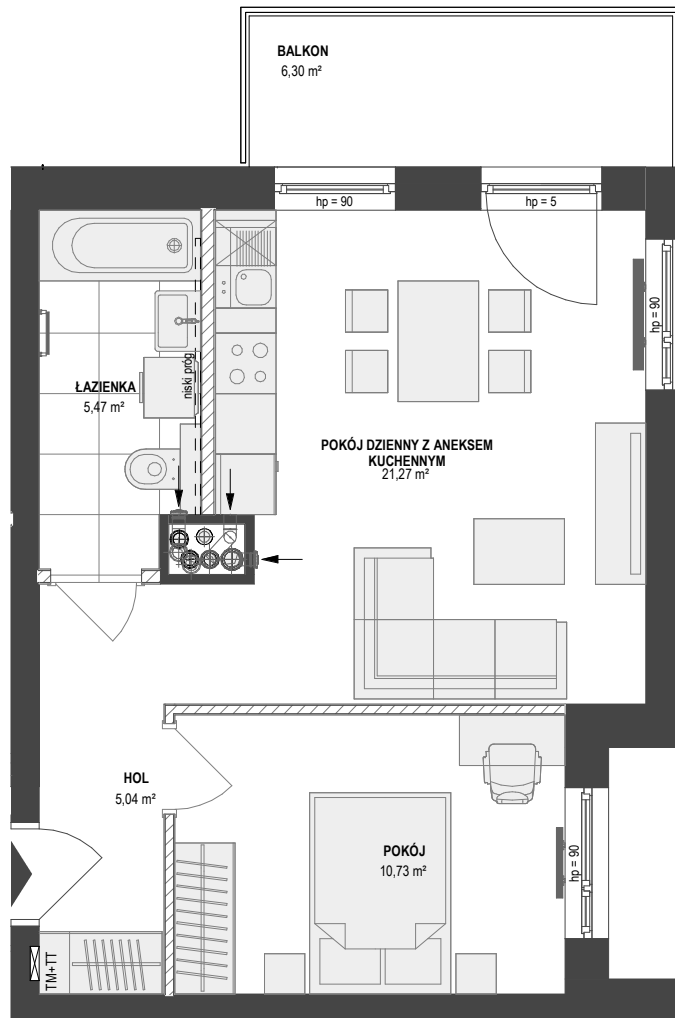 BALKON
6,30 m²
hp = 90
hp = 5
hp = 90
niski próg
ŁAZIENKA
5,47 m²
POKÓJ DZIENNY Z ANEKSEM
KUCHENNYM
21,27 m²
HOL
5,04 m²
POKÓJ
10,73 m²
hp = 90
TM+TT